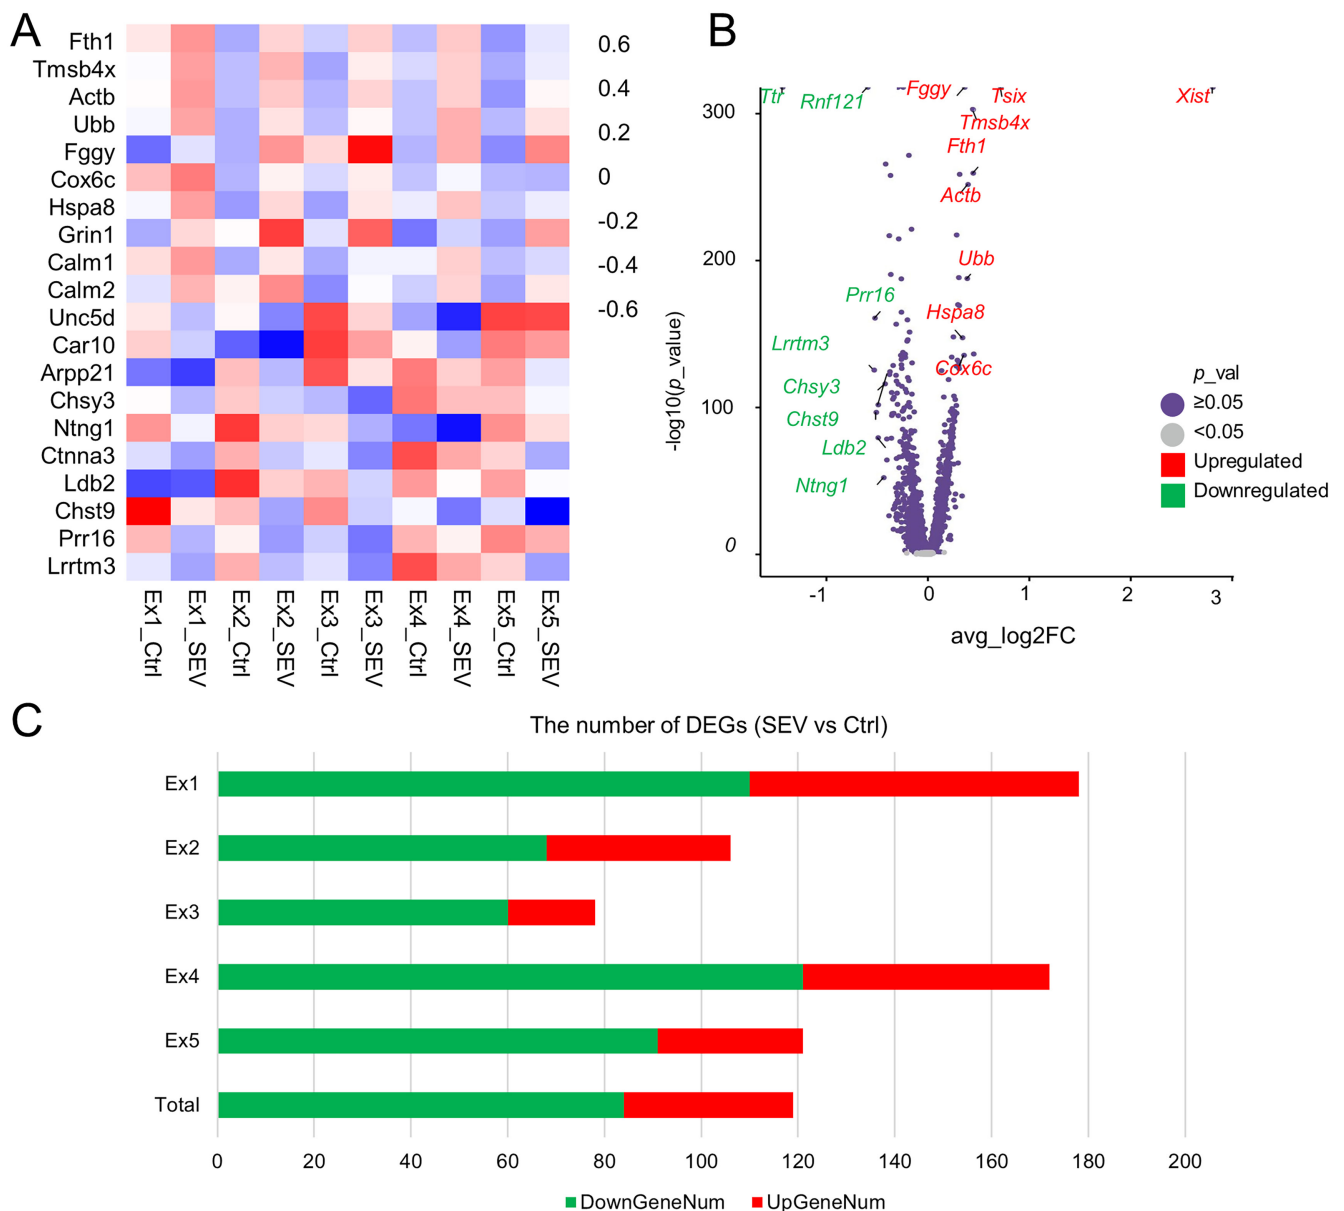 A
Fth1
Tmsb4x
Actb
Ubb
Fggy
Cox6c
Hspa8
Grin1
Calm1
Calm2
Unc5d
Car10
Arpp21
Chsy3
Ntng1
Ctnna3
Ldb2
Chst9
Prr16
Lrrtm3
Ex1_Ctrl
Ex1_SEV
Ex2_Ctrl
Ex2_SEV
Ex3_Ctrl
Ex3_SEV
Ex4_Ctrl
Ex4_SEV
Ex5_Ctrl
Ex5_SEV
0.6
0.4
0.2
0
-0.2
-0.4
-0.6
B
Ttr
Rnf121
Fggy
Tsix
Xist
Tmsb4x
Fth1
Actb
Ubb
Prr16
Hspa8
Lrrtm3
Cox6c
Chsy3
Chst9
Ldb2
Ntng1
300
200
100
0
-log10(p_value)
-1
0
1
2
3
avg_log2FC
p_val
≥0.05
<0.05
Upregulated
Downregulated
C
The number of DEGs (SEV vs Ctrl)
Ex1
Ex2
Ex3
Ex4
Ex5
Total
0 20 40 60 80 100 120 140 160 180 200
DownGeneNum UpGeneNum